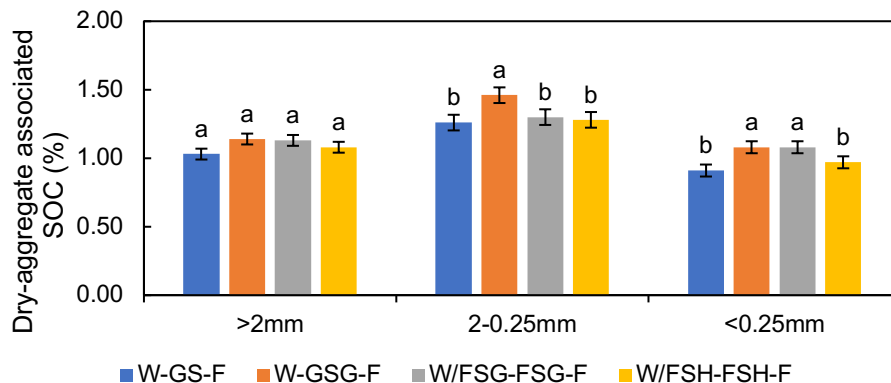 Dry-aggregate associated
SOC (%)
2.00
1.50
1.00
0.50
0.00
a a a a
b a b b
b a a b
>2mm 2-0.25mm <0.25mm
W-GS-F W-GSG-F W/FSG-FSG-F W/FSH-FSH-F